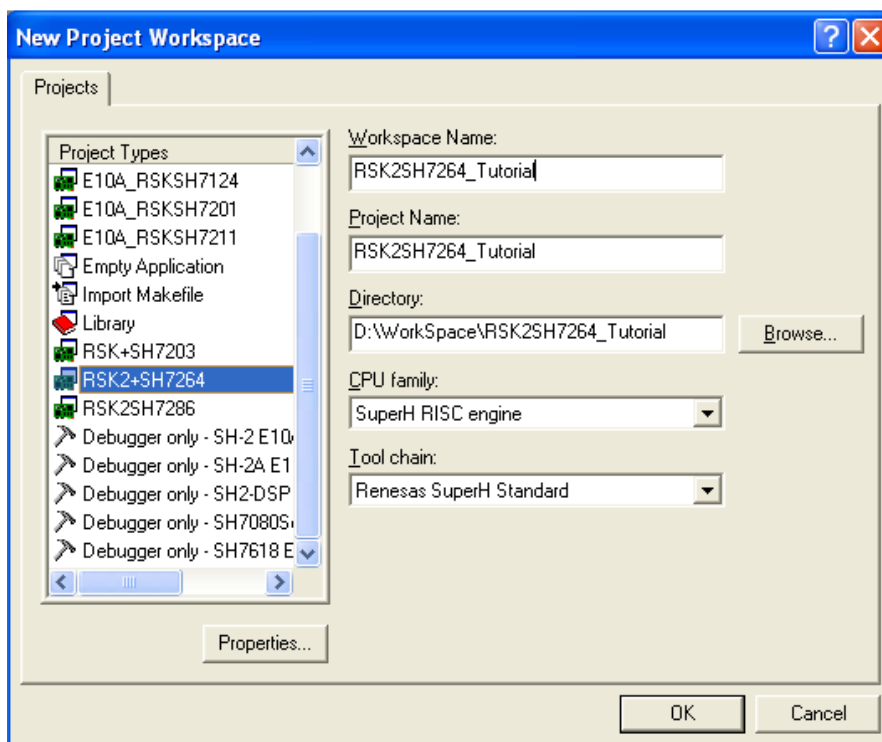 New Project Workspace
Projects
Project Types
E10A_RSKSH7124
E10A_RSKSH7201
E10A_RSKSH7211
Empty Application
Import Makefile
Library
RSK+SH7203
RSK2+SH7264
RSK2SH7286
Debugger only - SH-2 E10
Debugger only - SH-2A E1
Debugger only - SH2-DSP
Debugger only - SH7080S
Debugger only - SH7618 E
Properties...
Workspace Name:
RSK2SH7264_Tutorial
Project Name:
RSK2SH7264_Tutorial
Directory:
D:\WorkSpace\RSK2SH7264_Tutorial
Browse...
CPU family:
SuperH RISC engine
Tool chain:
Renesas SuperH Standard
OK
Cancel